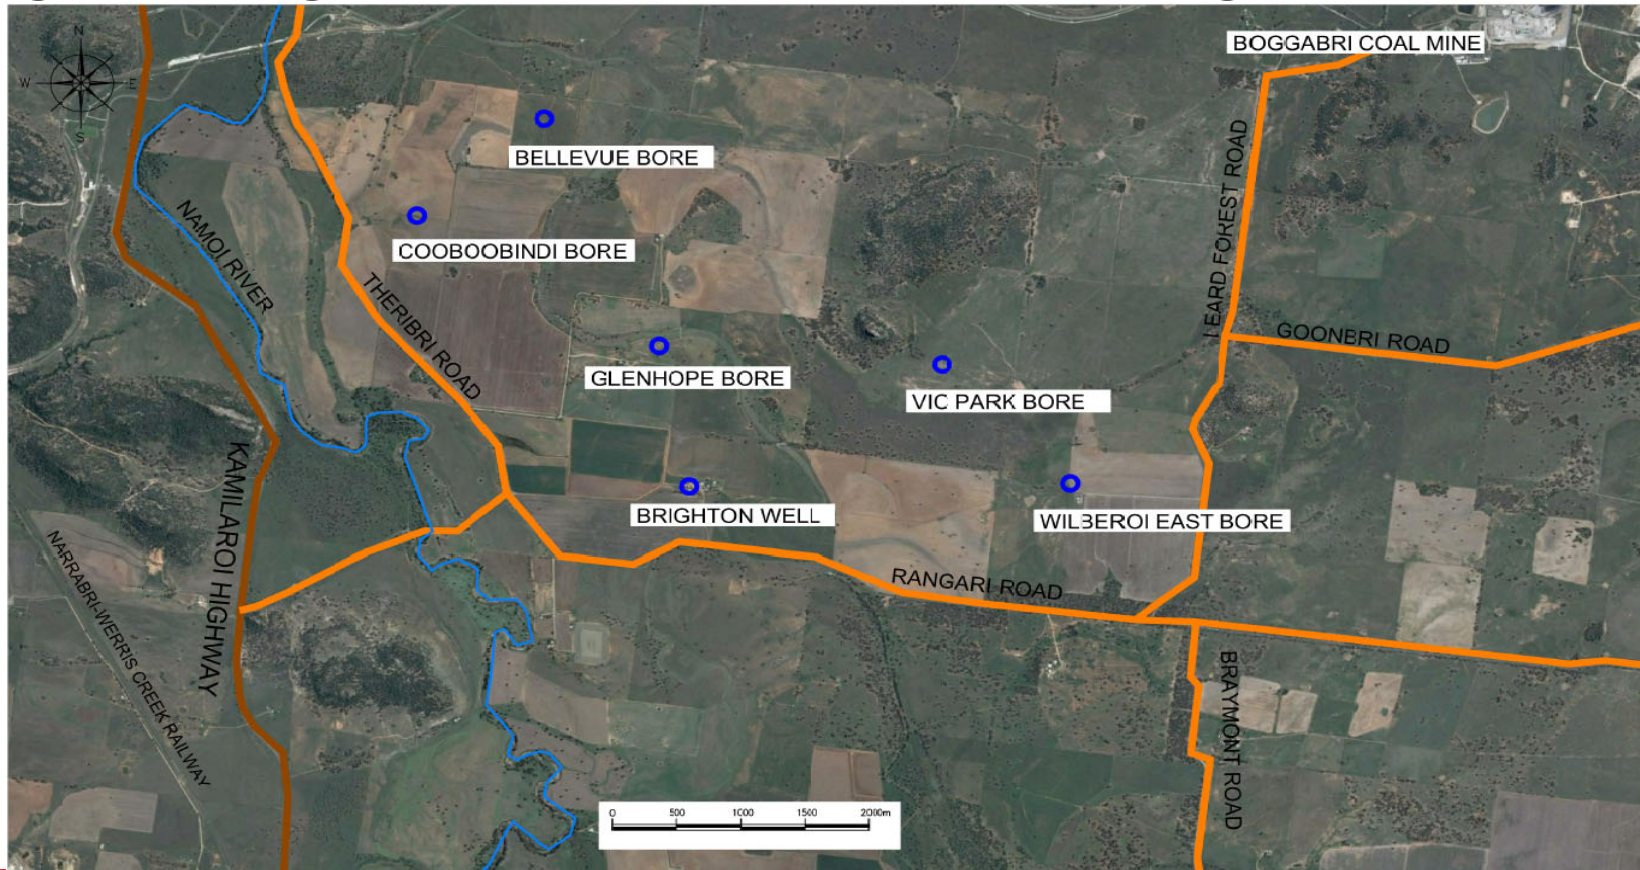 N
W
E
S
BOGGABRI COAL MINE
BELLEVUE BORE
COOBOOBINDI BORE
NAMOI RIVER
THERIBRI ROAD
LEARD FOREST ROAD
GOONBRI ROAD
GLENHOPE BORE
VIC PARK BORE
KAMILAROI HIGHWAY
BRIGHTON WELL
WILBEROI EAST BORE
NARRABRI-WERRIS CREEK RAILWAY
RANGARI ROAD
BRAYMONT ROAD
0 500 1000 1500 2000m